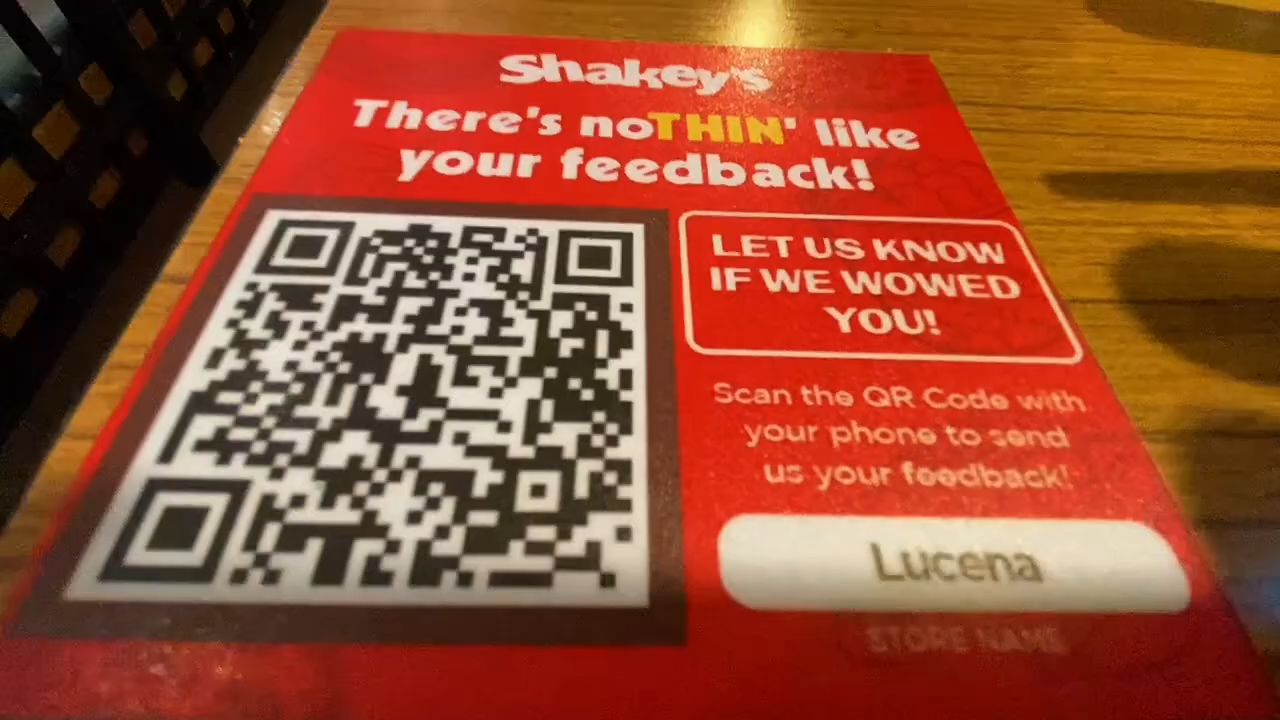 Shakey's
There's noTHIN' like
your feedback!
LET US KNOW
IF WE WOWED
YOU!
Scan the QR Code with
your phone to send
us your feedback!
Lucena
STORE NAME